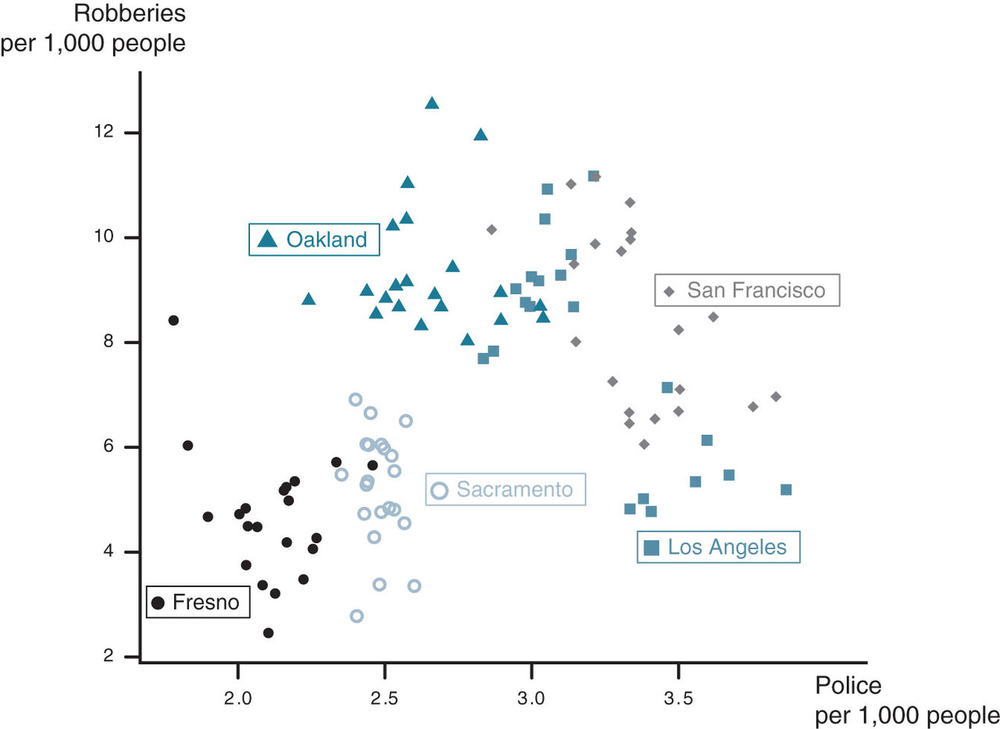 Robberies
per 1,000 people
12
10
8
6
4
2
Oakland
San Francisco
Sacramento
Los Angeles
Fresno
2.0 2.5 3.0 3.5
Police
per 1,000 people